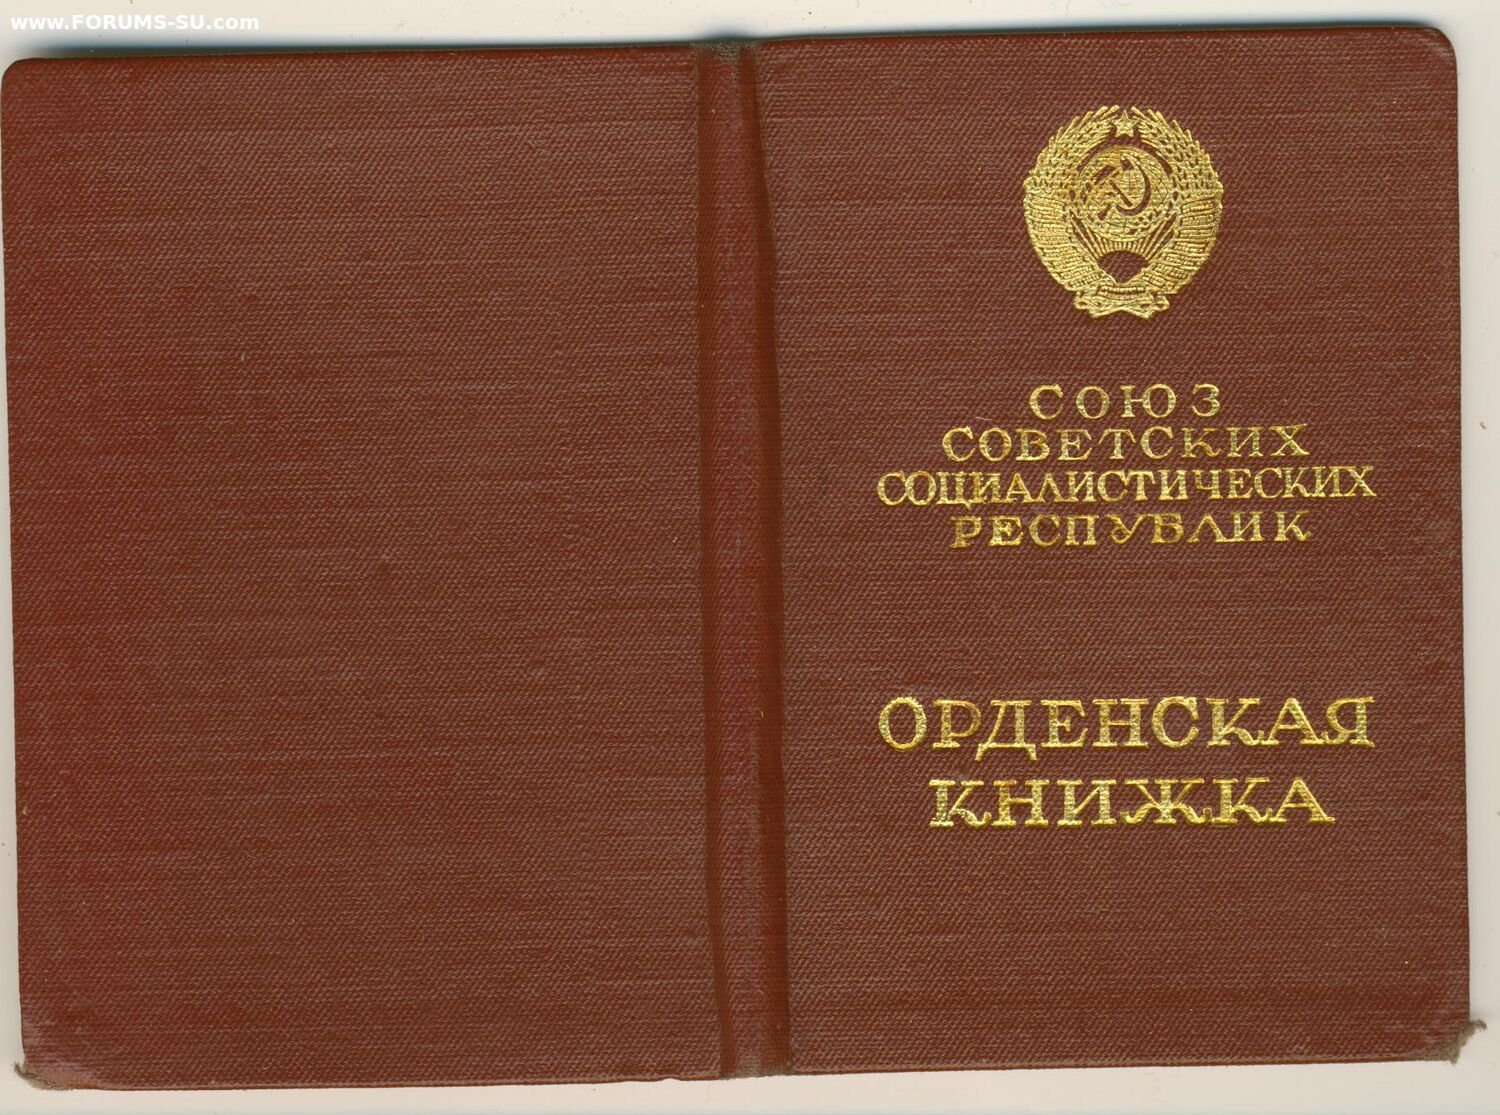 www.FORUMS-SU.com
СОЮЗ
СОВЕТСКИХ
СОЦИАЛИСТИЧЕСКИХ
РЕСПУБЛИК
ОРДЕНСКАЯ
КНИЖКА